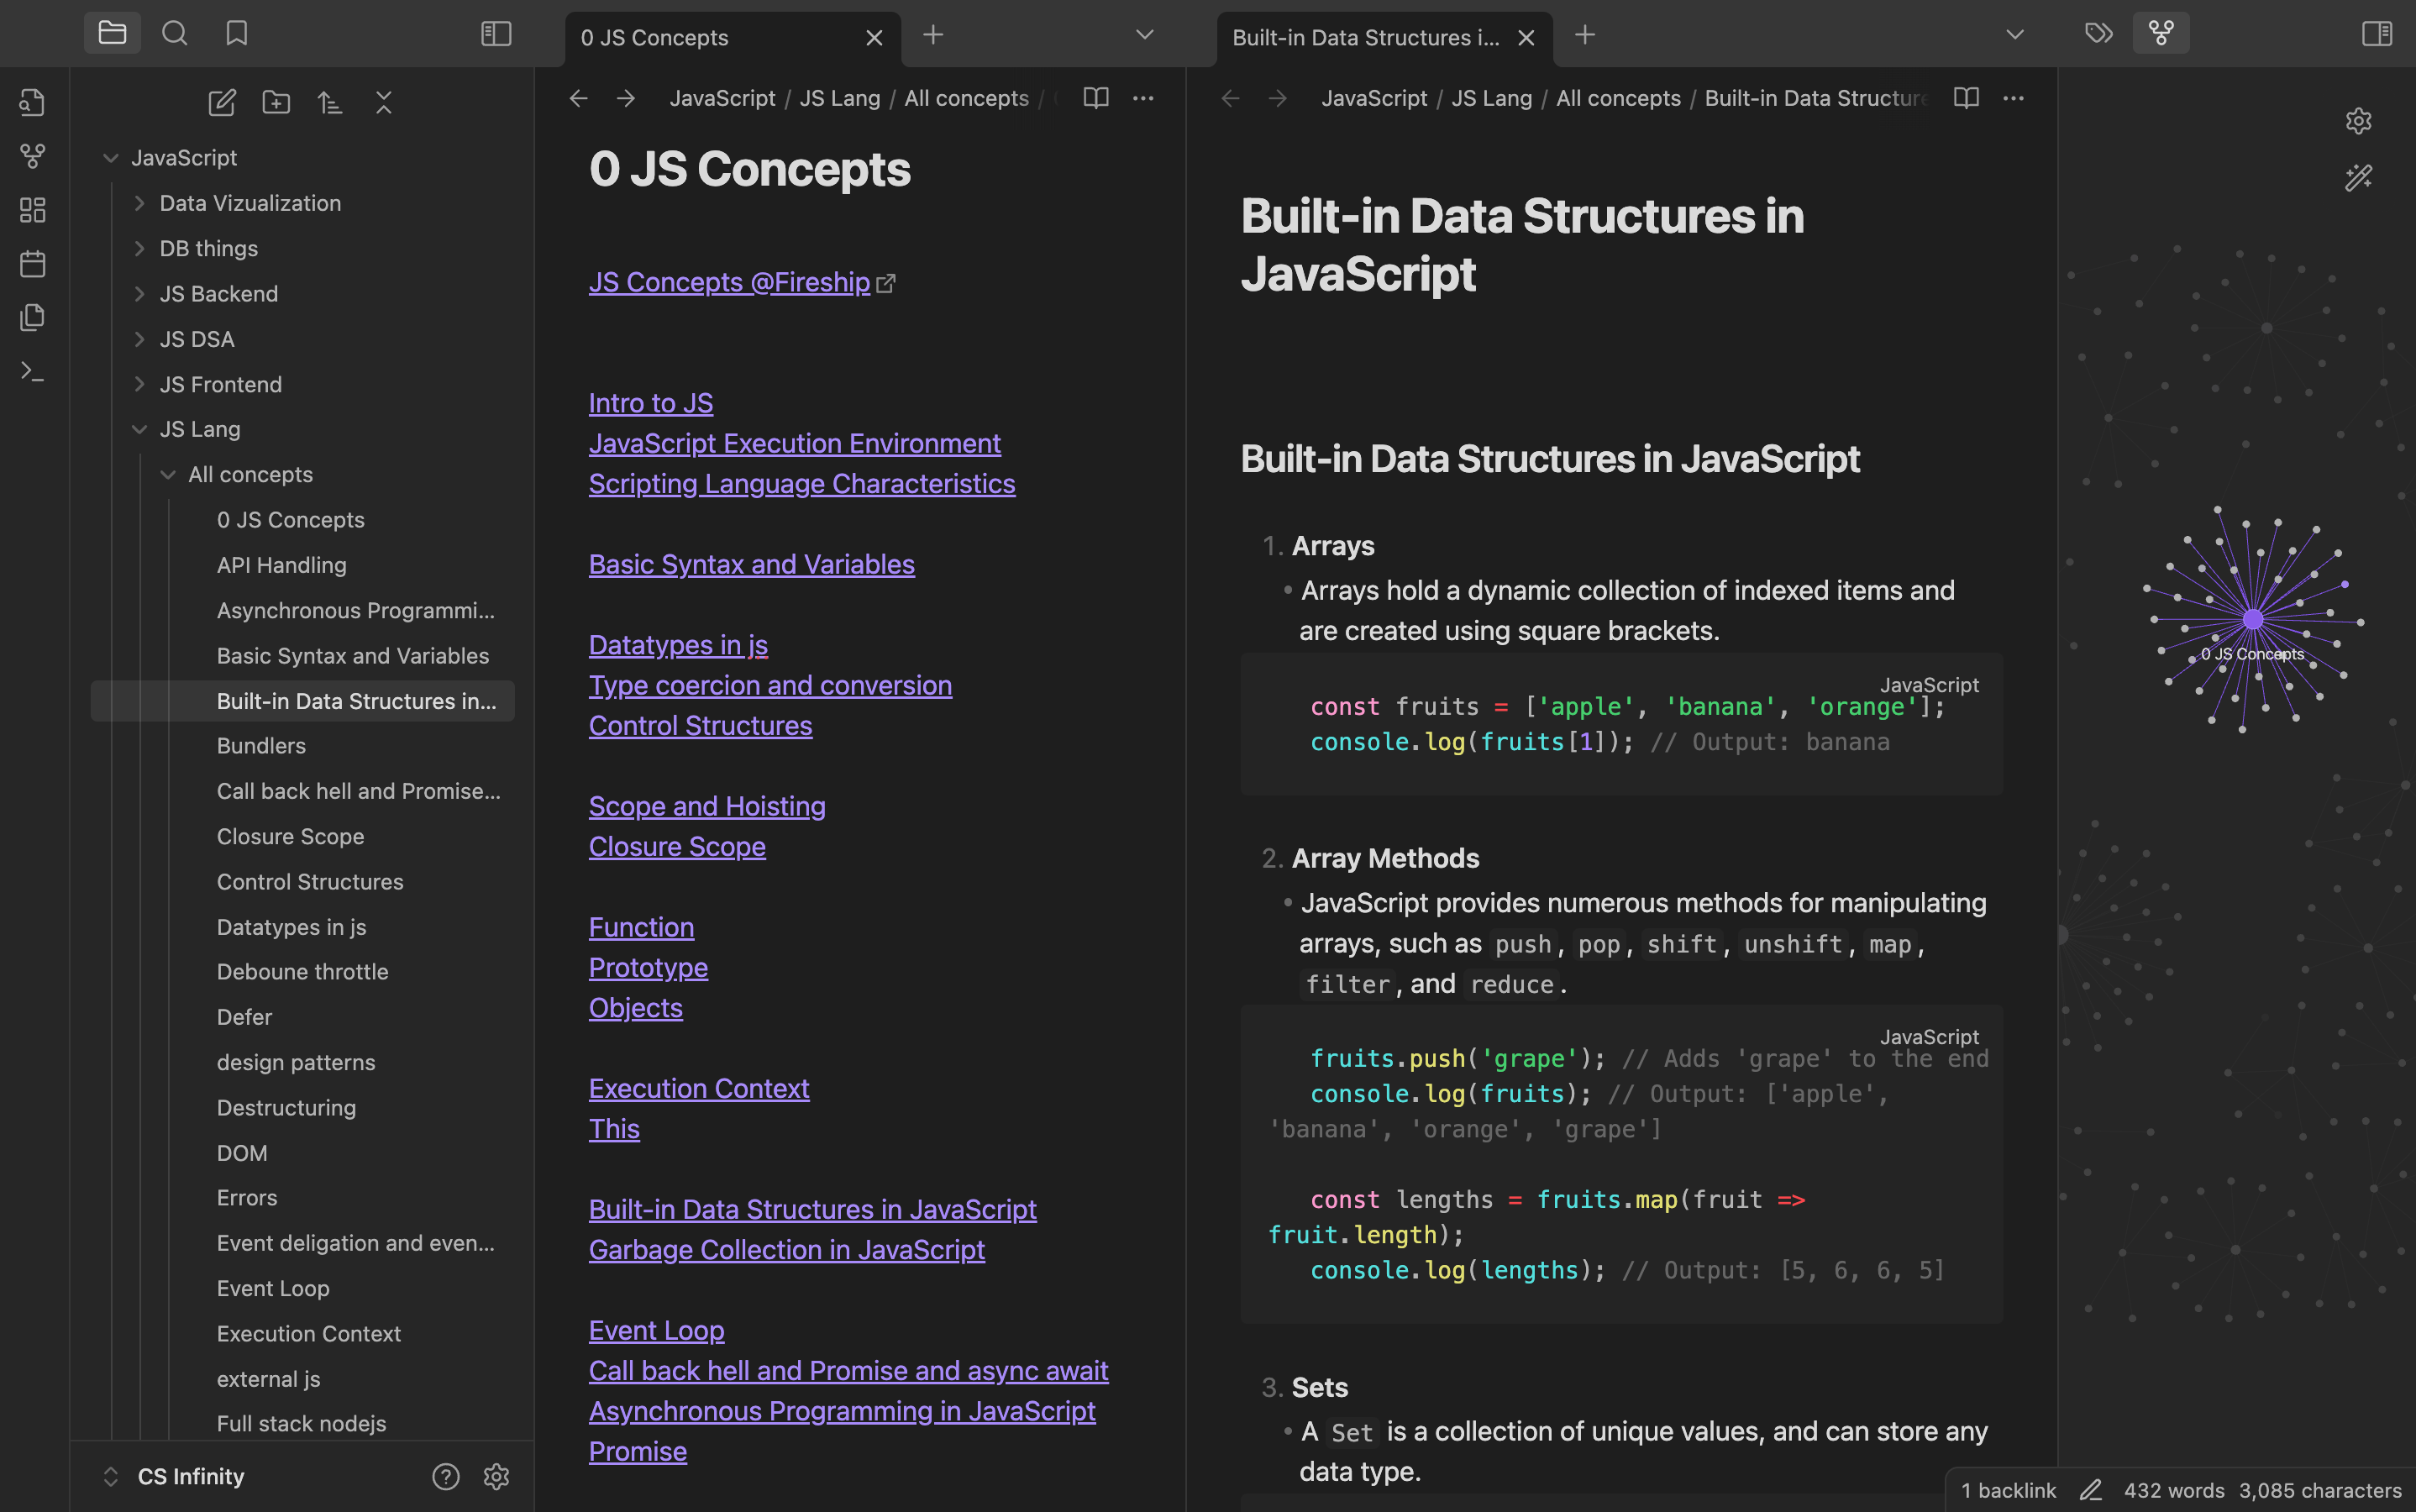 0 JS Concepts
Built-in Data Structures i...
JavaScript
Data Vizualization
DB things
JS Backend
JS DSA
JS Frontend
JS Lang
All concepts
0 JS Concepts
API Handling
Asynchronous Programmi...
Basic Syntax and Variables
Built-in Data Structures in...
Bundlers
Call back hell and Promise...
Closure Scope
Control Structures
Datatypes in js
Deboune throttle
Defer
design patterns
Destructuring
DOM
Errors
Event deligation and even...
Event Loop
Execution Context
external js
Full stack nodejs
CS Infinity
JavaScript / JS Lang / All concepts /
0 JS Concepts
JS Concepts @Fireship
Intro to JS
JavaScript Execution Environment
Scripting Language Characteristics
Basic Syntax and Variables
Datatypes in js
Type coercion and conversion
Control Structures
Scope and Hoisting
Closure Scope
Function
Prototype
Objects
Execution Context
This
Built-in Data Structures in JavaScript
Garbage Collection in JavaScript
Event Loop
Call back hell and Promise and async await
Asynchronous Programming in JavaScript
Promise
JavaScript / JS Lang / All concepts / Built-in Data Structure
Built-in Data Structures in
JavaScript
Built-in Data Structures in JavaScript
1. Arrays
• Arrays hold a dynamic collection of indexed items and
are created using square brackets.
JavaScript
const fruits = ['apple', 'banana', 'orange'];
console.log(fruits[1]); // Output: banana
2. Array Methods
• JavaScript provides numerous methods for manipulating
arrays, such as push, pop, shift, unshift, map,
filter, and reduce.
JavaScript
fruits.push('grape'); // Adds 'grape' to the end
console.log(fruits); // Output: ['apple',
'banana', 'orange', 'grape']
const lengths = fruits.map(fruit =>
fruit.length);
console.log(lengths); // Output: [5, 6, 6, 5]
3. Sets
• A Set is a collection of unique values, and can store any
data type.
0 JS Concepts
1 backlink 432 words 3,085 characters